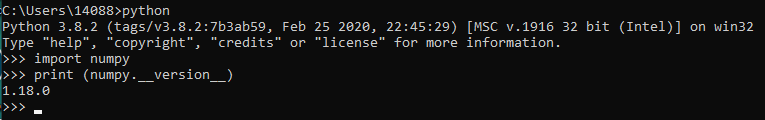 C:\Users\14088>python
Python 3.8.2 (tags/v3.8.2:7b3ab59, Feb 25 2020, 22:45:29) [MSC v.1916 32 bit (Intel)] on win32
Type "help", "copyright", "credits" or "license" for more information.
>>> import numpy
>>> print (numpy.__version__)
1.18.0
>>>